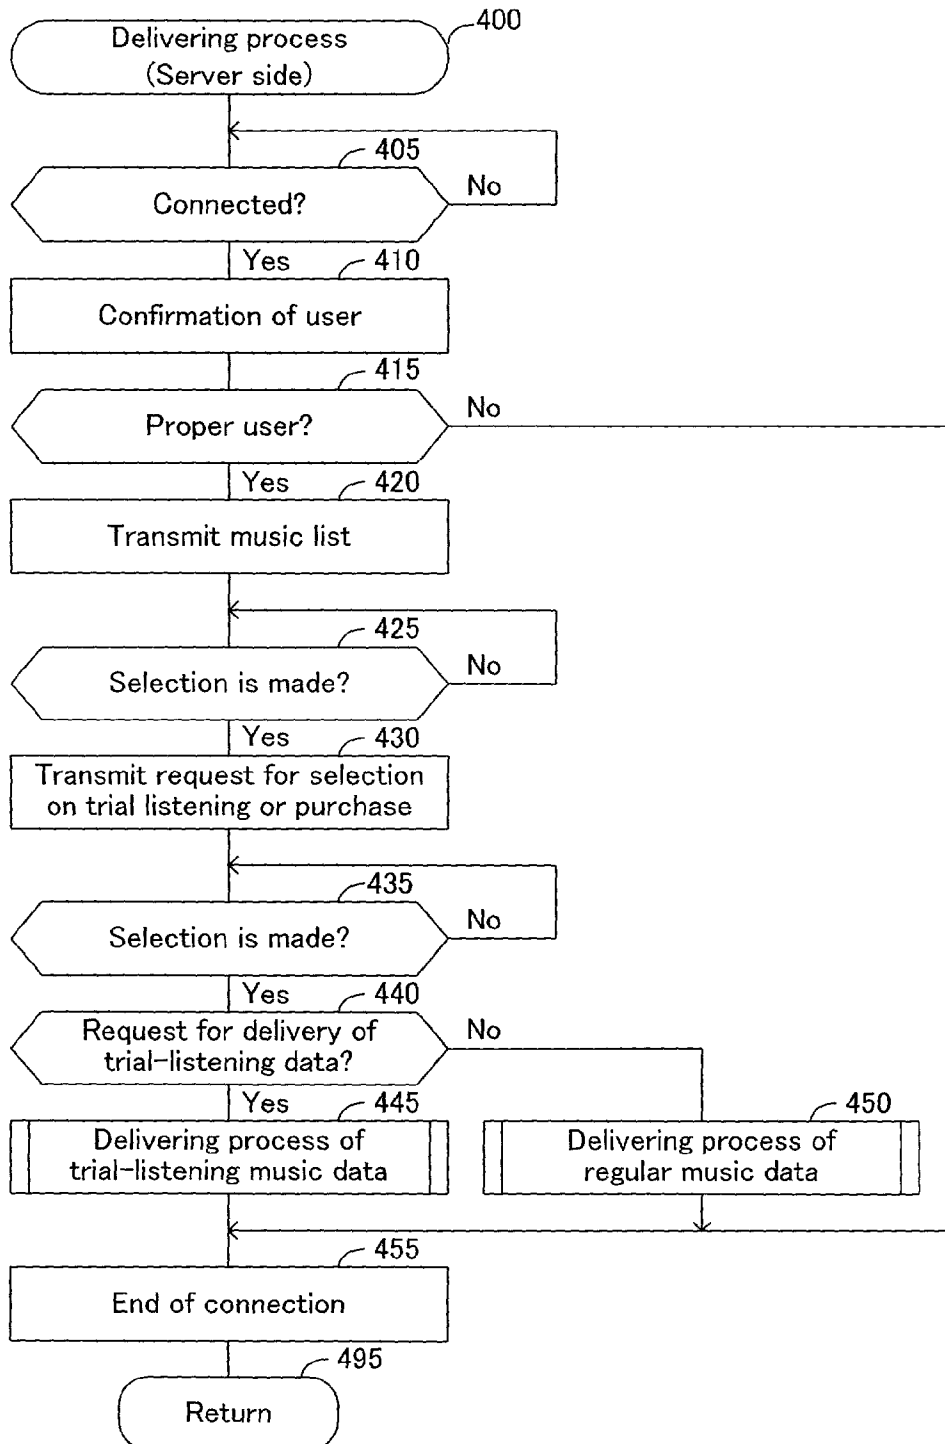 Delivering process
(Server side)
400
405
Connected?
No
Yes
410
Confirmation of user
415
Proper user?
No
Yes
420
Transmit music list
425
Selection is made?
No
Yes
430
Transmit request for selection
on trial listening or purchase
435
Selection is made?
No
Yes
440
Request for delivery of
trial-listening data?
No
Yes
445
Delivering process of
trial-listening music data
450
Delivering process of
regular music data
455
End of connection
495
Return